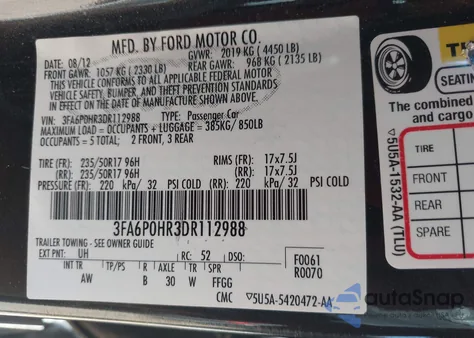 MFD. BY FORD MOTOR CO.
DATE: 08/12 GVWR: 2019 KG (4450 LB)
FRONT GAWR: 1057 KG (2330 LB) REAR GAWR: 968 KG (2135 LB)
THIS VEHICLE CONFORMS TO ALL APPLICABLE FEDERAL MOTOR
VEHICLE SAFETY, BUMPER, AND THEFT PREVENTION STANDARDS
IN EFFECT ON THE DATE OF MANUFACTURE SHOWN ABOVE.
VIN: 3FA6P0HR3DR112988 TYPE: Passenger Car
MAXIMUM LOAD = OCCUPANTS + LUGGAGE = 385KG/850LB
OCCUPANTS = 5 TOTAL; 2 FRONT, 3 REAR
TIRE (FR): 235/50R17 96H RIMS (FR): 17x7.5J
(RR): 235/50R17 96H (RR): 17x7.5J
PRESSURE (FR) 220 kPa/ 32 PSI COLD (RR) 220 kPa/ 32 PSI COLD
3FA6P0HR3DR112988
TRAILER TOWING - SEE OWNER GUIDE
EXT PNT: UH RC: 52 DSO: F0061
R0070
INT TR TP/PS R AXLE TR SPR
AW B 30 W FFGG
CMC ▽5U5A-5420472-AA
SEATI
The combined
and cargo
TIRE
FRONT
REAR
SPARE
▽5U5A-1532-AA (TLU)
autoSnap